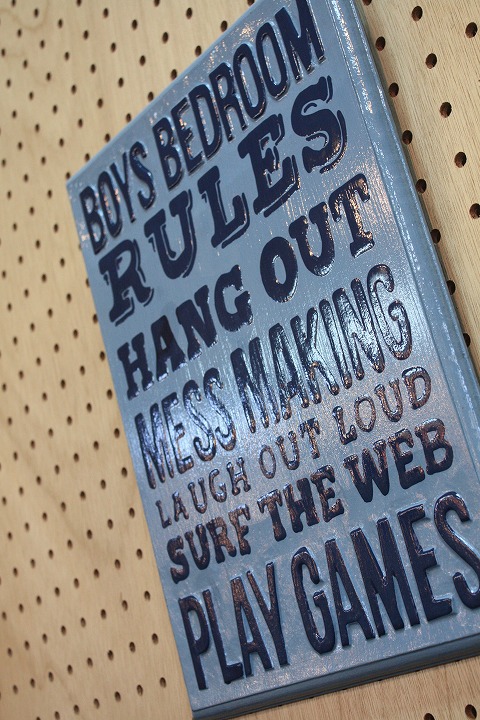 BOYS BEDROOM
RULES
HANG OUT
MESS MAKING
LAUGH OUT LOUD
SURF THE WEB
PLAY GAMES